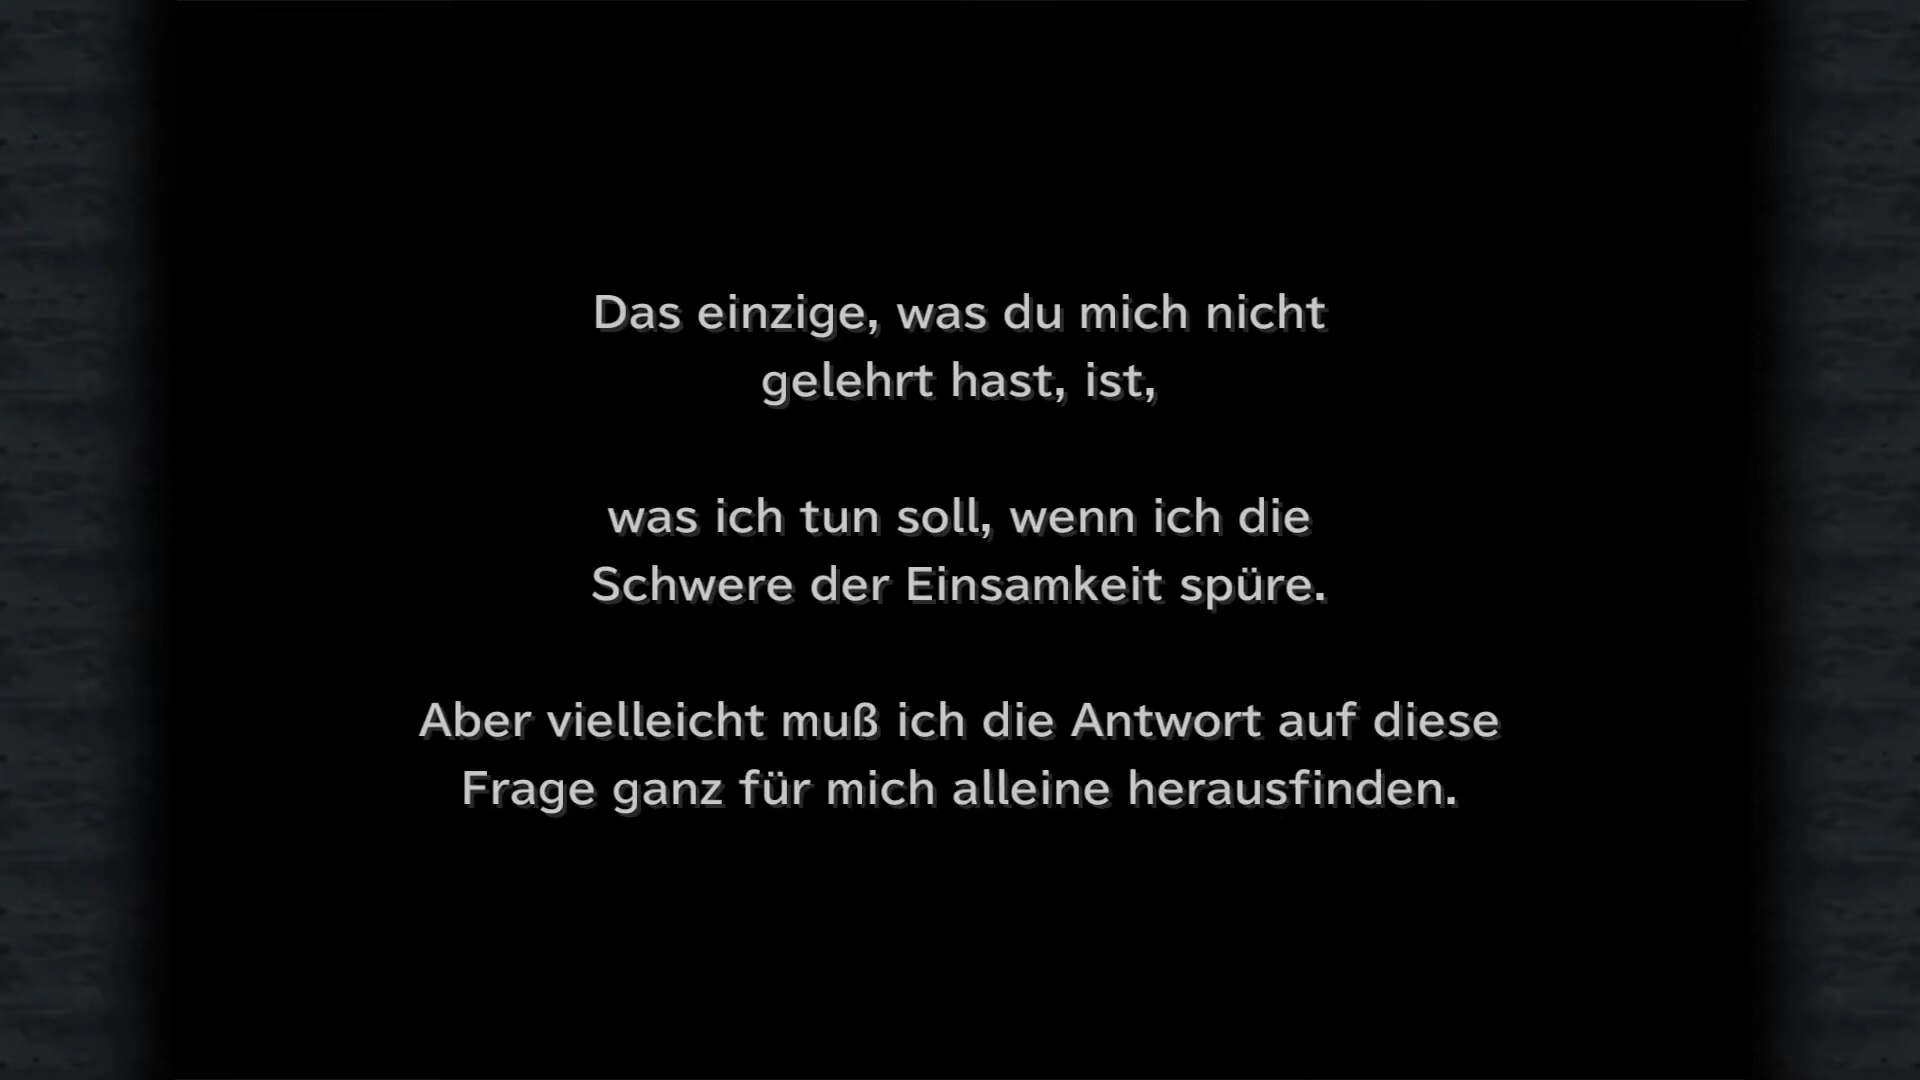 Das einzige, was du mich nicht
gelehrt hast, ist,
was ich tun soll, wenn ich die
Schwere der Einsamkeit spüre.
Aber vielleicht muß ich die Antwort auf diese
Frage ganz für mich alleine herausfinden.